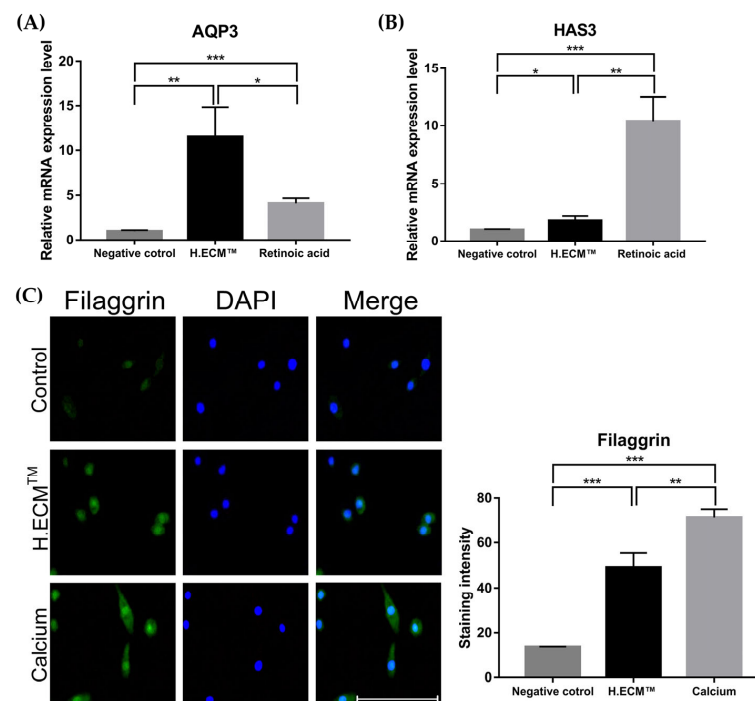 (A)
AQP3
Relative mRNA expression level
20
15
10
5
0
***
** *
Negative cotrol H.ECM™ Retinoic acid
(B)
HAS3
Relative mRNA expression level
15
10
5
0
***
* **
Negative cotrol H.ECM™ Retinoic acid
(C)
Filaggrin DAPI Merge
Control
H.ECM™
Calcium
Filaggrin
Staining intensity
80
60
40
20
0
***
*** **
Negative cotrol H.ECM™ Calcium